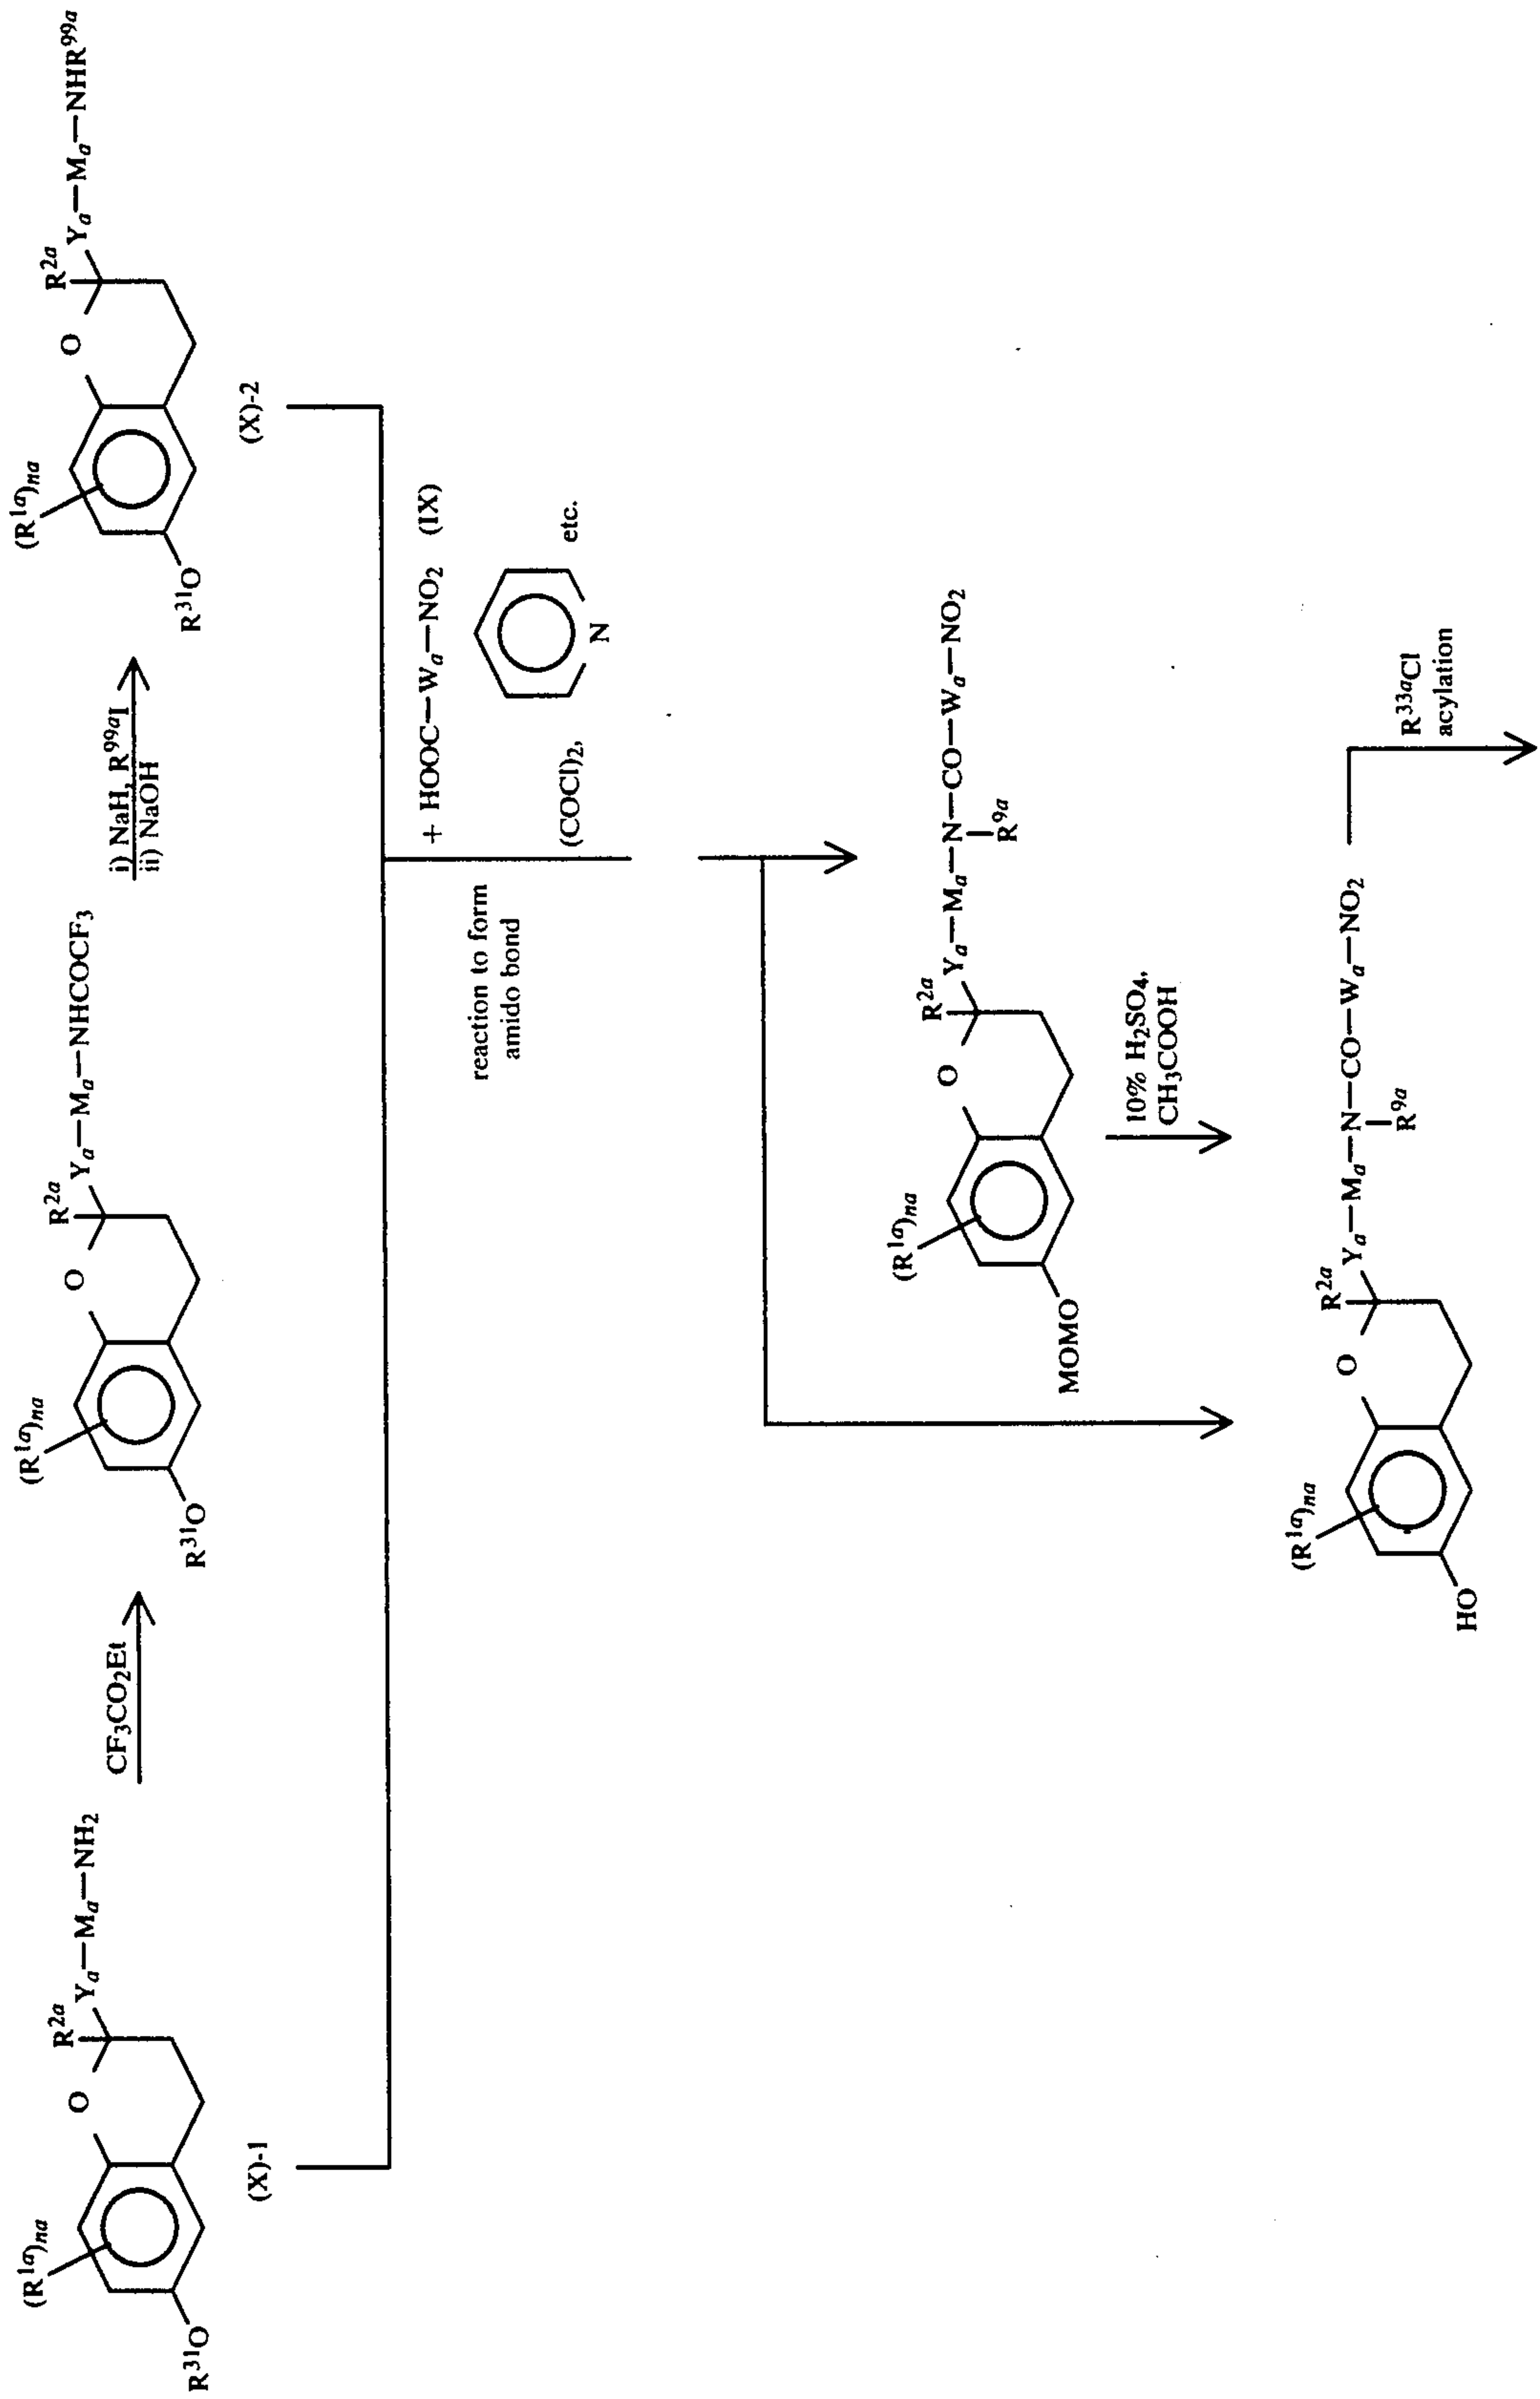 (R¹ᵃ)ₙₐ
R³¹O
O
R²ᵃ
Yₐ—Mₐ—NH₂
(X)-1
CF₃CO₂Et
(R¹ᵃ)ₙₐ
R³¹O
O
R²ᵃ
Yₐ—Mₐ—NHCOCF₃
i) NaH, R⁹⁹ᵃI
ii) NaOH
(R¹ᵃ)ₙₐ
R³¹O
O
R²ᵃ
Yₐ—Mₐ—NHR⁹⁹ᵃ
(X)-2
reaction to form
amido bond
+ HOOC—Wₐ—NO₂ (IX)
(COCl)₂,
N
etc.
(R¹ᵃ)ₙₐ
MOMO
O
R²ᵃ
Yₐ—Mₐ—N—CO—Wₐ—NO₂
R⁹ᵃ
10% H₂SO₄,
CH₃COOH
(R¹ᵃ)ₙₐ
HO
O
R²ᵃ
Yₐ—Mₐ—N—CO—Wₐ—NO₂
R⁹ᵃ
R³³ᵃCl
acylation